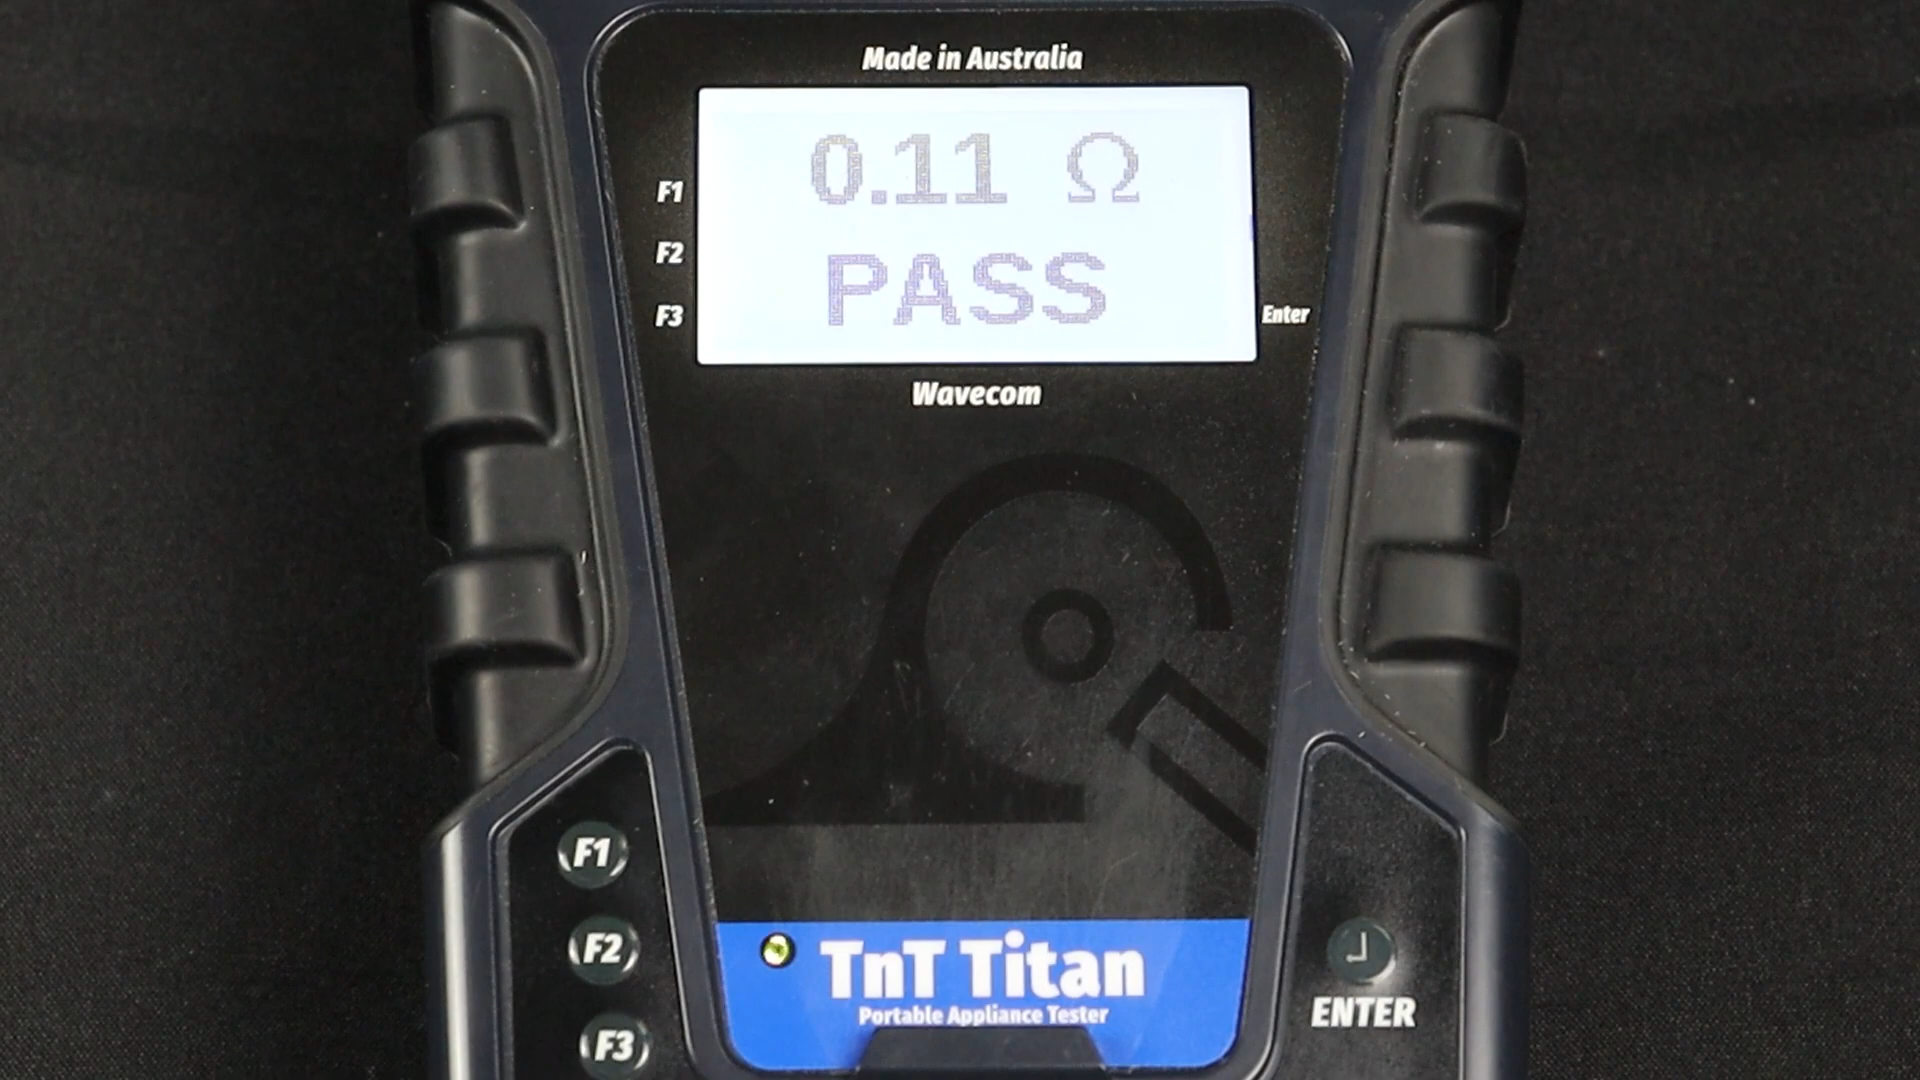 Made in Australia
0.11 Ω
F1
F2
PASS
F3
Enter
Wavecom
F1
F2
TnT Titan
Portable Appliance Tester
ENTER
F3